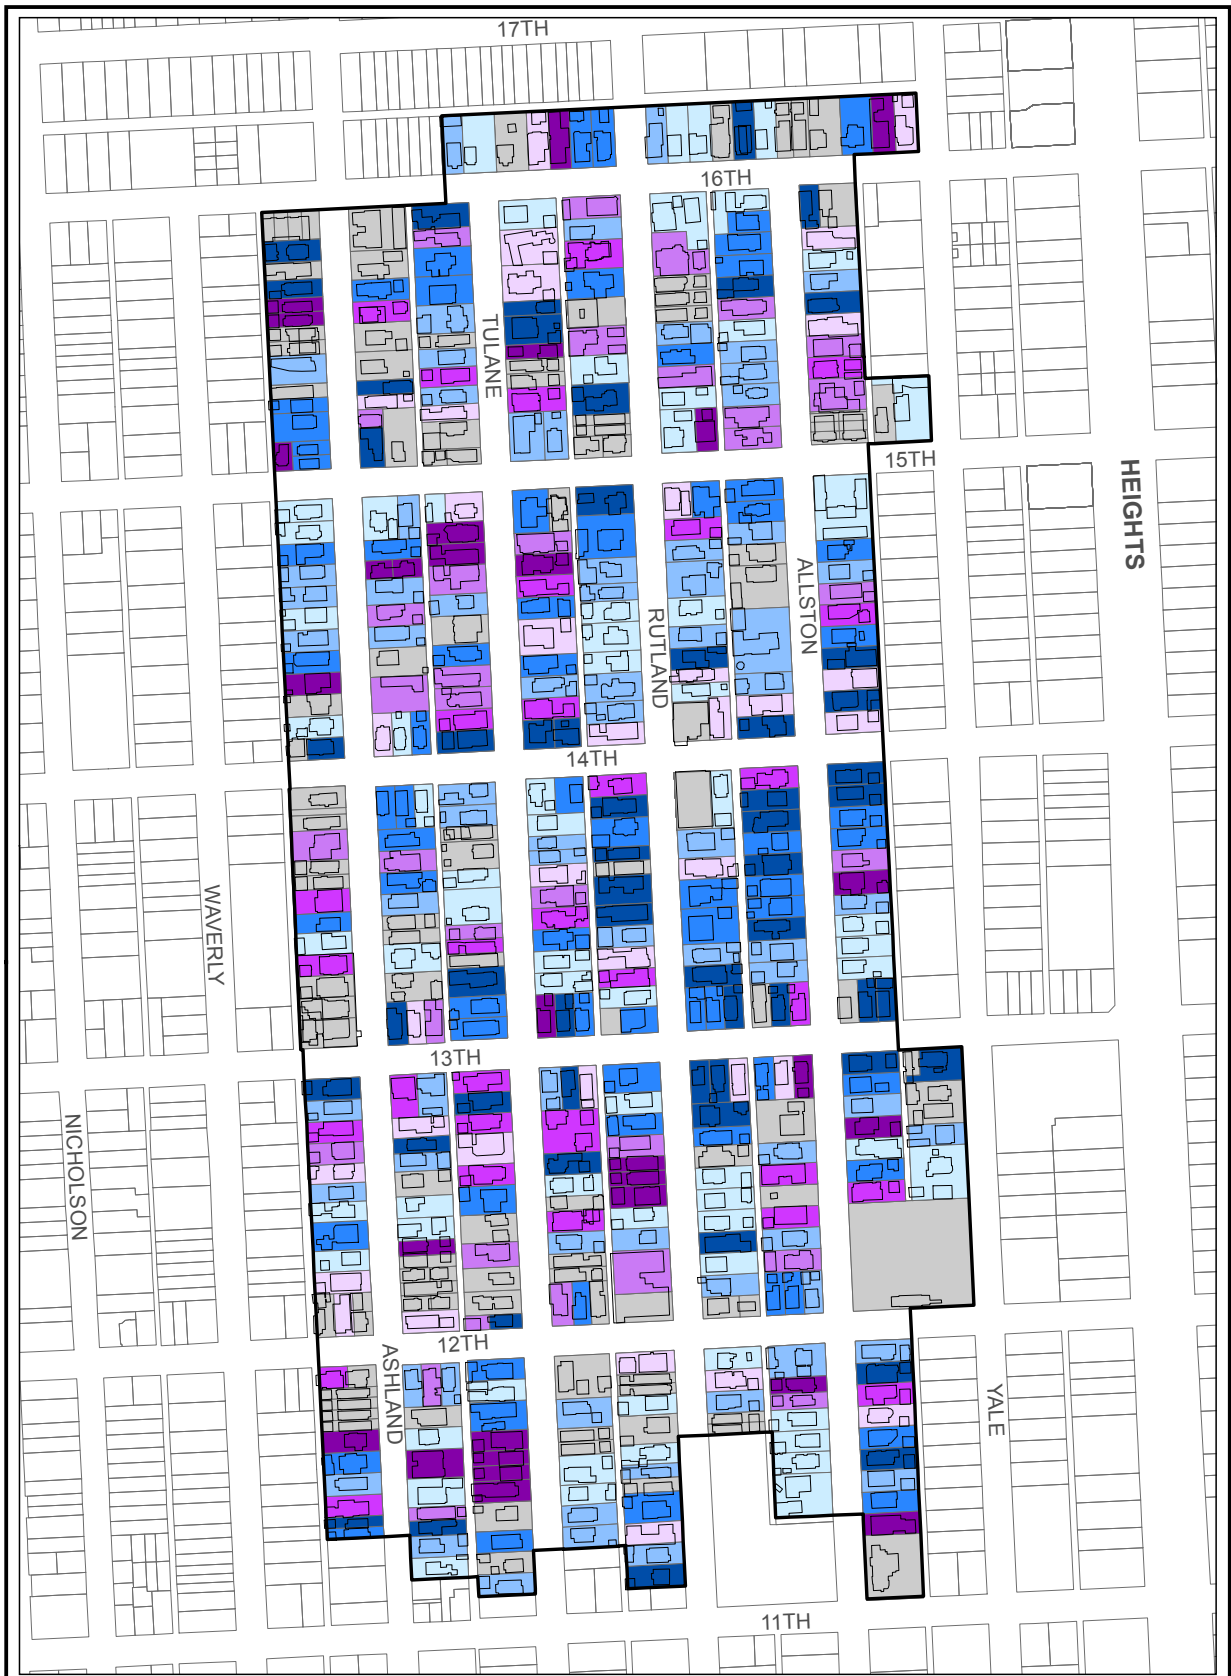 17TH
16TH
TULANE
15TH
HEIGHTS
ALLSTON
RUTLAND
14TH
WAVERLY
13TH
NICHOLSON
12TH
ASHLAND
YALE
11TH